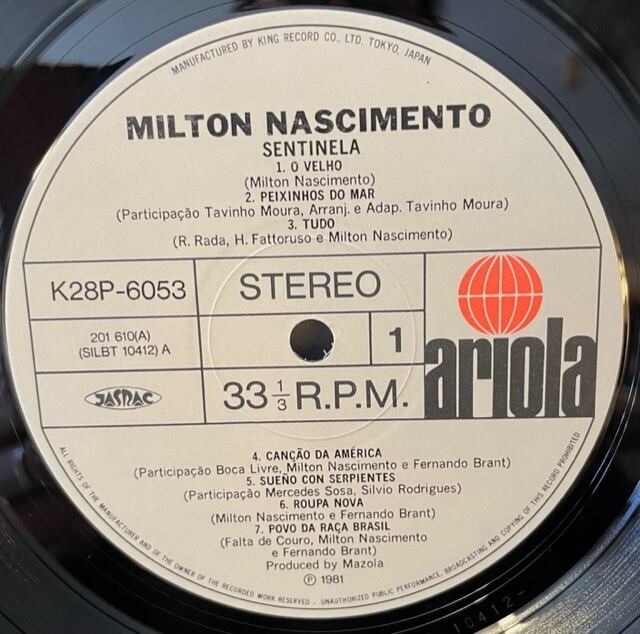 MANUFACTURED BY KING RECORD CO., LTD. TOKYO, JAPAN
MILTON NASCIMENTO
SENTINELA
1. O VELHO
(Milton Nascimento)
2. PEIXINHOS DO MAR
(Participação Tavinho Moura, Arranj. e Adap. Tavinho Moura)
3. TUDO
(R. Rada, H. Fattoruso e Milton Nascimento)
K28P-6053
STEREO
201 610(A)
(SILBT 10412) A
1
ariola
JASRAC
33 1/3 R.P.M.
4. CANÇÃO DA AMÉRICA
(Participação Boca Livre, Milton Nascimento e Fernando Brant)
5. SUEÑO CON SERPIENTES
(Participação Mercedes Sosa, Silvio Rodrigues)
6. ROUPA NOVA
(Milton Nascimento e Fernando Brant)
7. POVO DA RAÇA BRASIL
(Falta de Couro, Milton Nascimento
e Fernando Brant)
Produced by Mazola
Ⓟ 1981
ALL RIGHTS OF THE MANUFACTURER AND OF THE OWNER OF THE RECORDED WORK RESERVED - UNAUTHORIZED PUBLIC PERFORMANCE, BROADCASTING AND COPYING OF THIS RECORD PROHIBITED
10412-